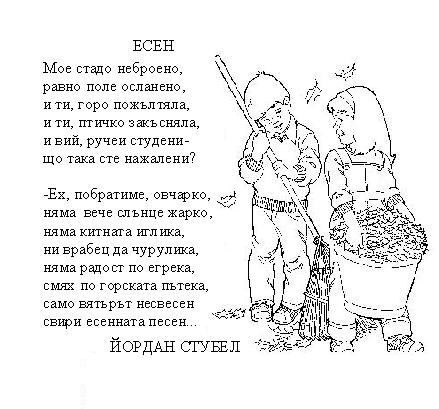 ЕСЕН
Мое стадо неброено,
равно поле осланено,
и ти, горо пожълтяла,
и ти, птичко закъсняла,
и вий, ручеи студени-
що така сте нажалени?
-Ех, побратиме, овчарко,
няма вече слънце жарко,
няма китната иглика,
ни врабец да чурулика,
няма радост по егрека,
смях по горската пътека,
само вятърът несвесен
свири есенната песен...
ЙОРДАН СТУБЕЛ